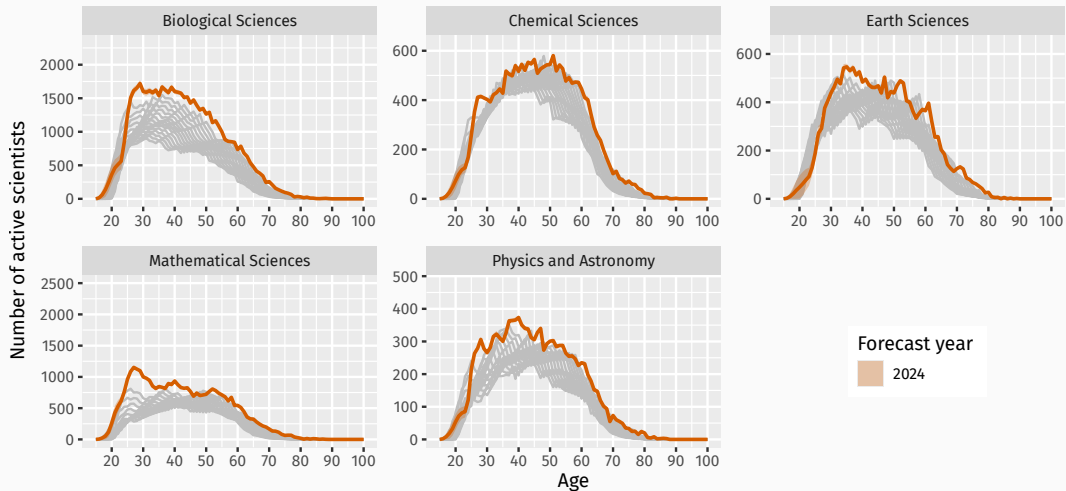 Biological Sciences
Chemical Sciences
Earth Sciences
2000
1500
1000
500
0
600
400
200
0
600
400
200
0
20 30 40 50 60 70 80 90 100
20 30 40 50 60 70 80 90 100
20 30 40 50 60 70 80 90 100
Number of active scientists
Mathematical Sciences
Physics and Astronomy
2500
2000
1500
1000
500
0
500
400
300
200
100
0
20 30 40 50 60 70 80 90 100
20 30 40 50 60 70 80 90 100
Age
Forecast year
2024